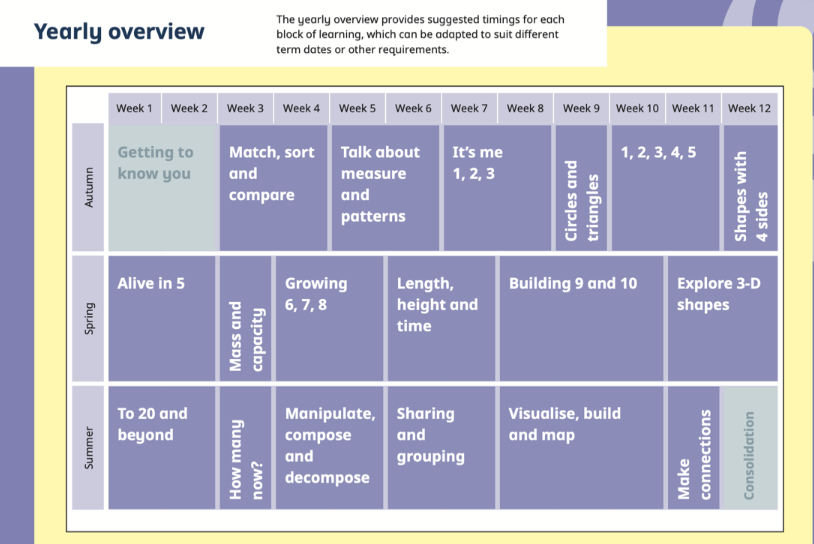 Yearly overview
The yearly overview provides suggested timings for each
block of learning, which can be adapted to suit different
term dates or other requirements.
Week 1 Week 2 Week 3 Week 4 Week 5 Week 6 Week 7 Week 8 Week 9 Week 10 Week 11 Week 12
Autumn
Getting to
know you
Match, sort
and
compare
Talk about
measure
and
patterns
It's me
1, 2, 3
Circles and
triangles
1, 2, 3, 4, 5
Shapes with
4 sides
Spring
Alive in 5
Mass and
capacity
Growing
6, 7, 8
Length,
height and
time
Building 9 and 10
Explore 3-D
shapes
Summer
To 20 and
beyond
How many
now?
Manipulate,
compose
and
decompose
Sharing
and
grouping
Visualise, build
and map
Make
connections
Consolidation